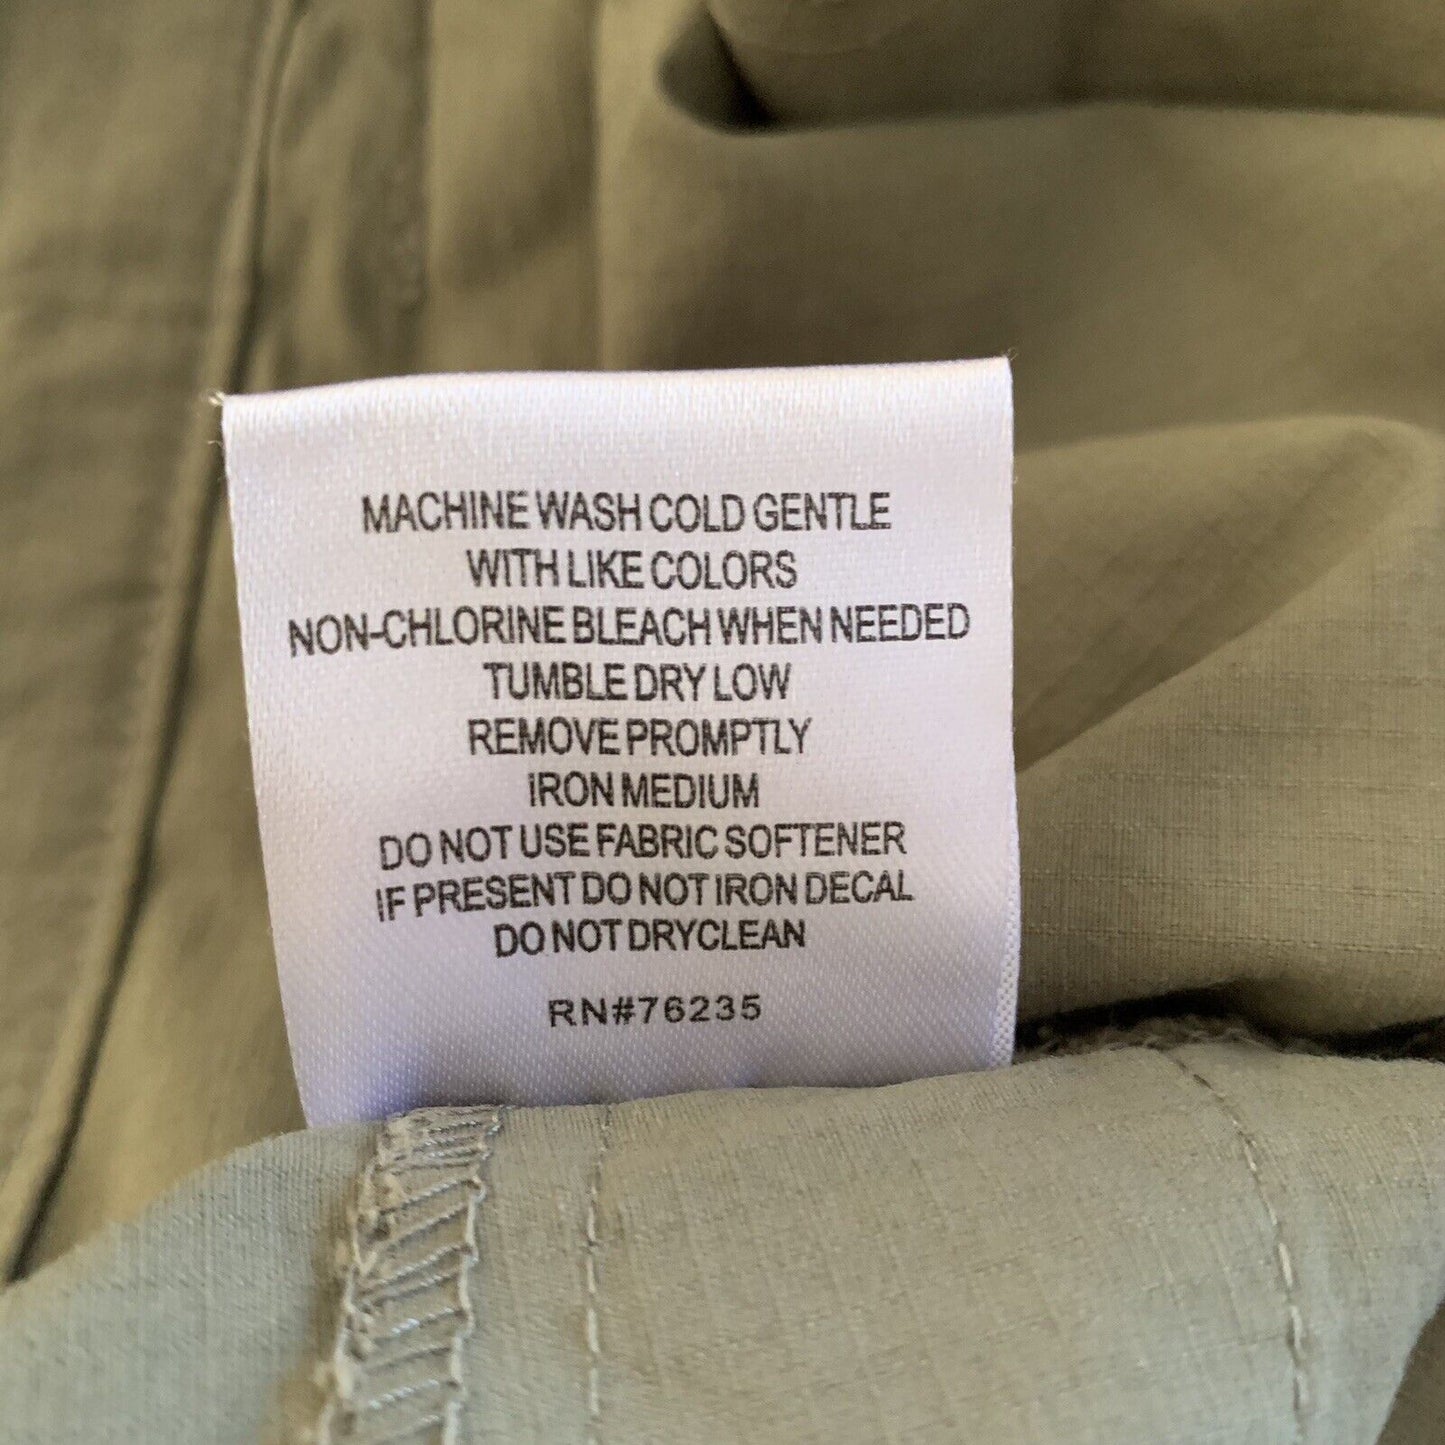 MACHINE WASH COLD GENTLE
WITH LIKE COLORS
NON-CHLORINE BLEACH WHEN NEEDED
TUMBLE DRY LOW
REMOVE PROMPTLY
IRON MEDIUM
DO NOT USE FABRIC SOFTENER
IF PRESENT DO NOT IRON DECAL
DO NOT DRYCLEAN
RN#76235